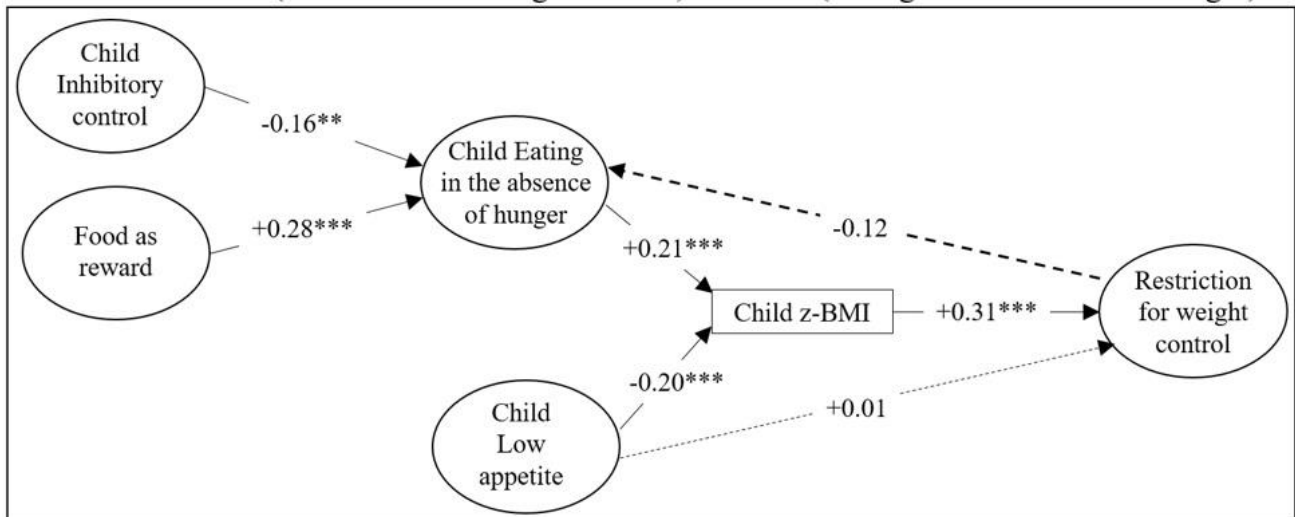 Child
Inhibitory
control
-0.16**
Child Eating
in the absence
of hunger
Food as
reward
+0.28***
-0.12
+0.21***
Restriction
for weight
control
Child z-BMI
+0.31***
-0.20***
+0.01
Child
Low
appetite